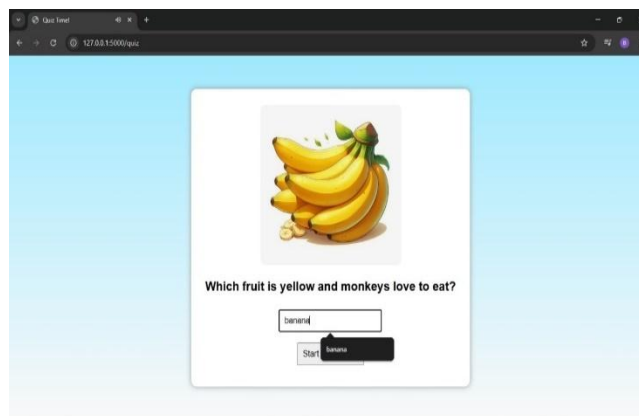 Quiz Time!
127.0.0.1:5000/quiz
Which fruit is yellow and monkeys love to eat?
banana
banana
Start